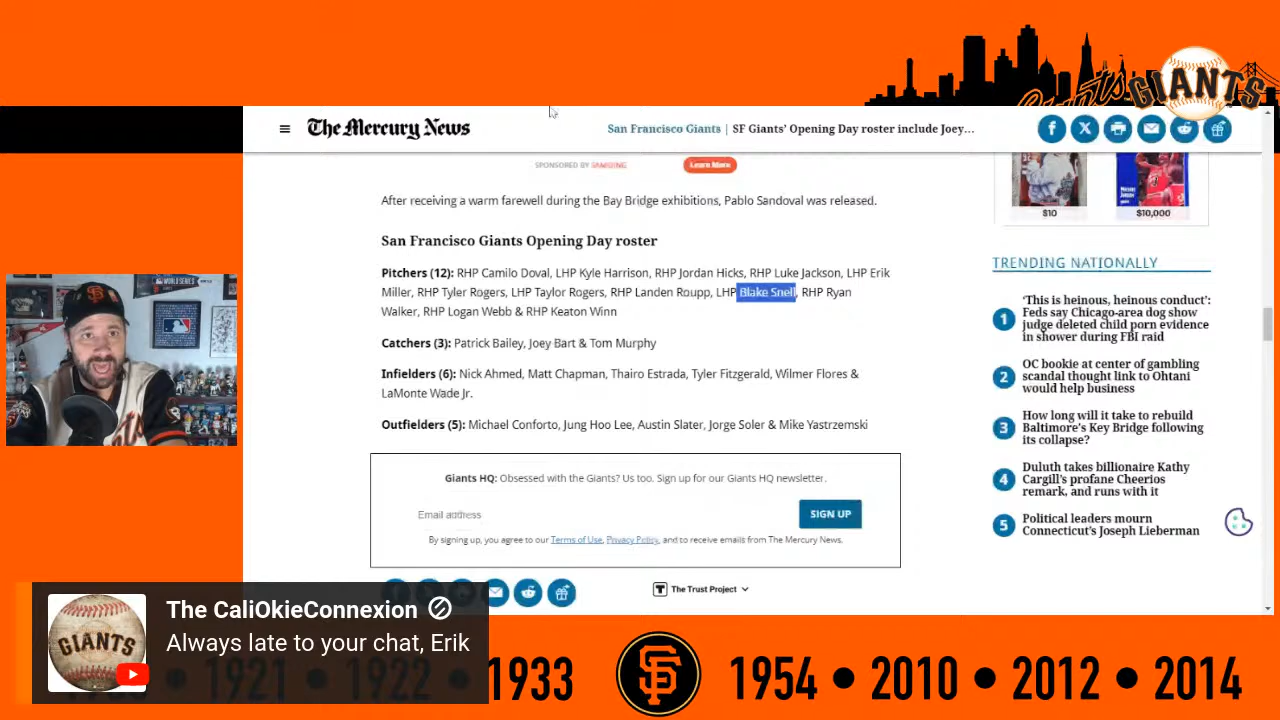 Giants GIANTS
The Mercury News
San Francisco Giants | SF Giants' Opening Day roster include Joey...
SPONSORED BY
Learn More
$10
$10,000
After receiving a warm farewell during the Bay Bridge exhibitions, Pablo Sandoval was released.
San Francisco Giants Opening Day roster
Pitchers (12): RHP Camilo Doval, LHP Kyle Harrison, RHP Jordan Hicks, RHP Luke Jackson, LHP Erik
Miller, RHP Tyler Rogers, LHP Taylor Rogers, RHP Landen Roupp, LHP Blake Snell, RHP Ryan
Walker, RHP Logan Webb & RHP Keaton Winn
Catchers (3): Patrick Bailey, Joey Bart & Tom Murphy
Infielders (6): Nick Ahmed, Matt Chapman, Thairo Estrada, Tyler Fitzgerald, Wilmer Flores &
LaMonte Wade Jr.
Outfielders (5): Michael Conforto, Jung Hoo Lee, Austin Slater, Jorge Soler & Mike Yastrzemski
Giants HQ: Obsessed with the Giants? Us too. Sign up for our Giants HQ newsletter.
Email address
SIGN UP
By signing up, you agree to our Terms of Use, Privacy Policy, and to receive emails from The Mercury News.
The Trust Project
TRENDING NATIONALLY
1 'This is heinous, heinous conduct':
Feds say Chicago-area dog show
judge deleted child porn evidence
in shower during FBI raid
2 OC bookie at center of gambling
scandal thought link to Ohtani
would help business
3 How long will it take to rebuild
Baltimore's Key Bridge following
its collapse?
4 Duluth takes billionaire Kathy
Cargill's profane Cheerios
remark, and runs with it
5 Political leaders mourn
Connecticut's Joseph Lieberman
GIANTS
The CaliOkieConnexion
Always late to your chat, Erik
1921 • 1922 • 1933 SF 1954 • 2010 • 2012 • 2014